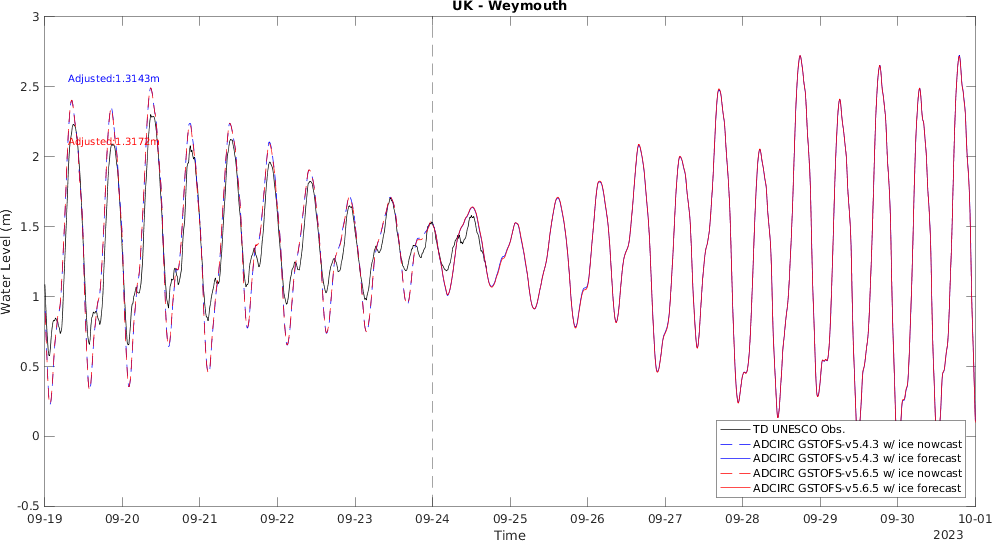 UK - Weymouth
3
2.5
2
1.5
1
0.5
0
-0.5
Water Level (m)
Adjusted:1.3143m
Adjusted:1.3172m
TD UNESCO Obs.
ADCIRC GSTOFS-v5.4.3 w/ ice nowcast
ADCIRC GSTOFS-v5.4.3 w/ ice forecast
ADCIRC GSTOFS-v5.6.5 w/ ice nowcast
ADCIRC GSTOFS-v5.6.5 w/ ice forecast
09-19 09-20 09-21 09-22 09-23 09-24 09-25 09-26 09-27 09-28 09-29 09-30 10-01
Time
2023